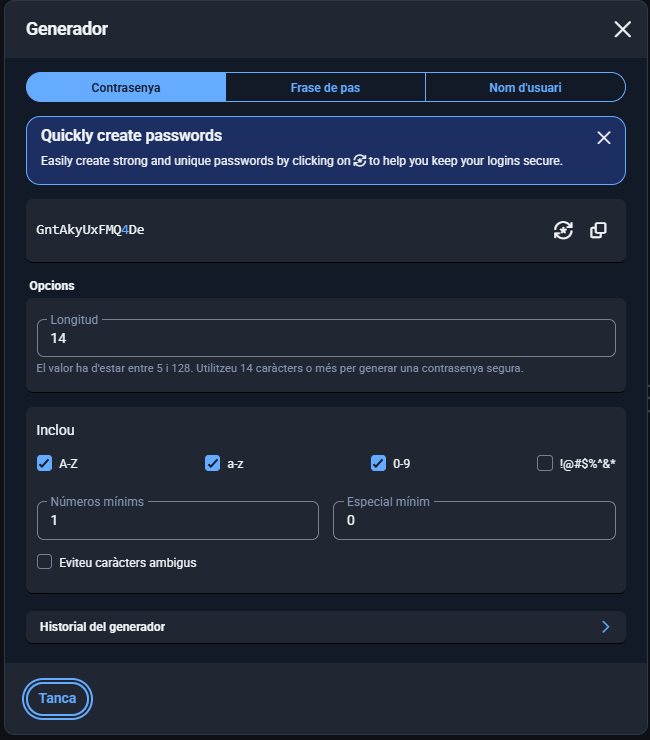 Generador
Contrasenya
Frase de pas
Nom d'usuari
Quickly create passwords
Easily create strong and unique passwords by clicking on to help you keep your logins secure.
GntAkyUxFMQ4De
Opcions
Longitud
14
El valor ha d'estar entre 5 i 128. Utilitzeu 14 caràcters o més per generar una contrasenya segura.
Inclou
A-Z
a-z
0-9
!@#$%^&*
Números mínims
1
Especial mínim
0
Eviteu caràcters ambigus
Historial del generador
Tanca